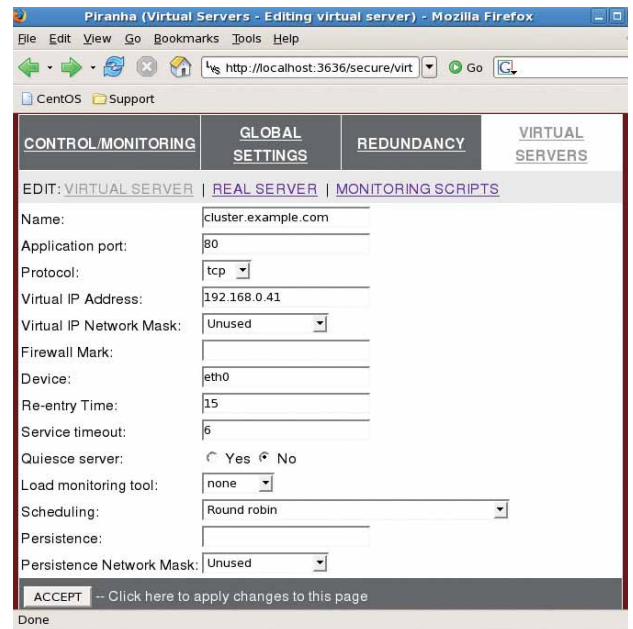 Piranha (Virtual Servers - Editing virtual server) - Mozilla Firefox
File Edit View Go Bookmarks Tools Help
http://localhost:3636/secure/virt Go G
CentOS Support
CONTROL/MONITORING
GLOBAL SETTINGS
REDUNDANCY
VIRTUAL SERVERS
EDIT: VIRTUAL SERVER | REAL SERVER | MONITORING SCRIPTS
Name: cluster.example.com
Application port: 80
Protocol: tcp
Virtual IP Address: 192.168.0.41
Virtual IP Network Mask: Unused
Firewall Mark:
Device: eth0
Re-entry Time: 15
Service timeout: 6
Quiesce server: Yes No
Load monitoring tool: none
Scheduling: Round robin
Persistence:
Persistence Network Mask: Unused
ACCEPT -- Click here to apply changes to this page
Done